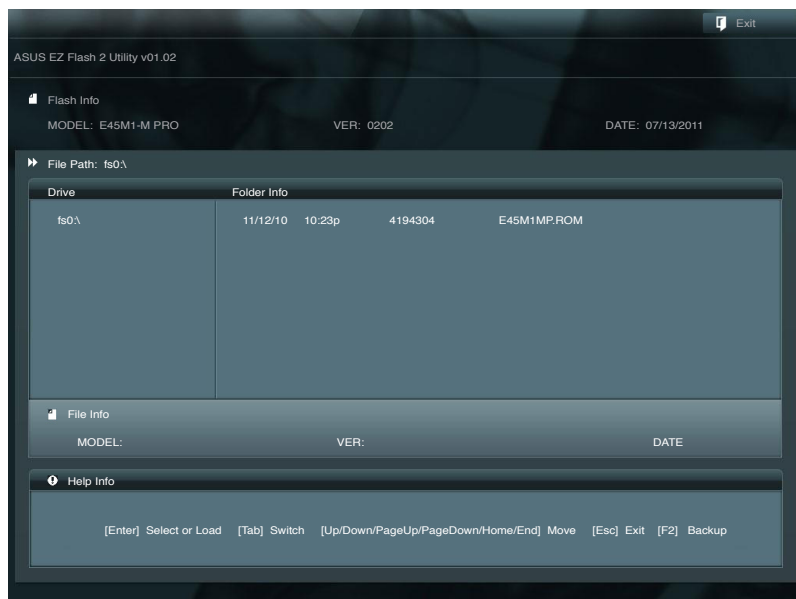 Exit
ASUS EZ Flash 2 Utility v01.02
Flash Info
MODEL: E45M1-M PRO VER: 0202 DATE: 07/13/2011
File Path: fs0:\
Drive Folder Info
fs0:\ 11/12/10 10:23p 4194304 E45M1MP.ROM
File Info
MODEL: VER: DATE
Help Info
[Enter] Select or Load [Tab] Switch [Up/Down/PageUp/PageDown/Home/End] Move [Esc] Exit [F2] Backup